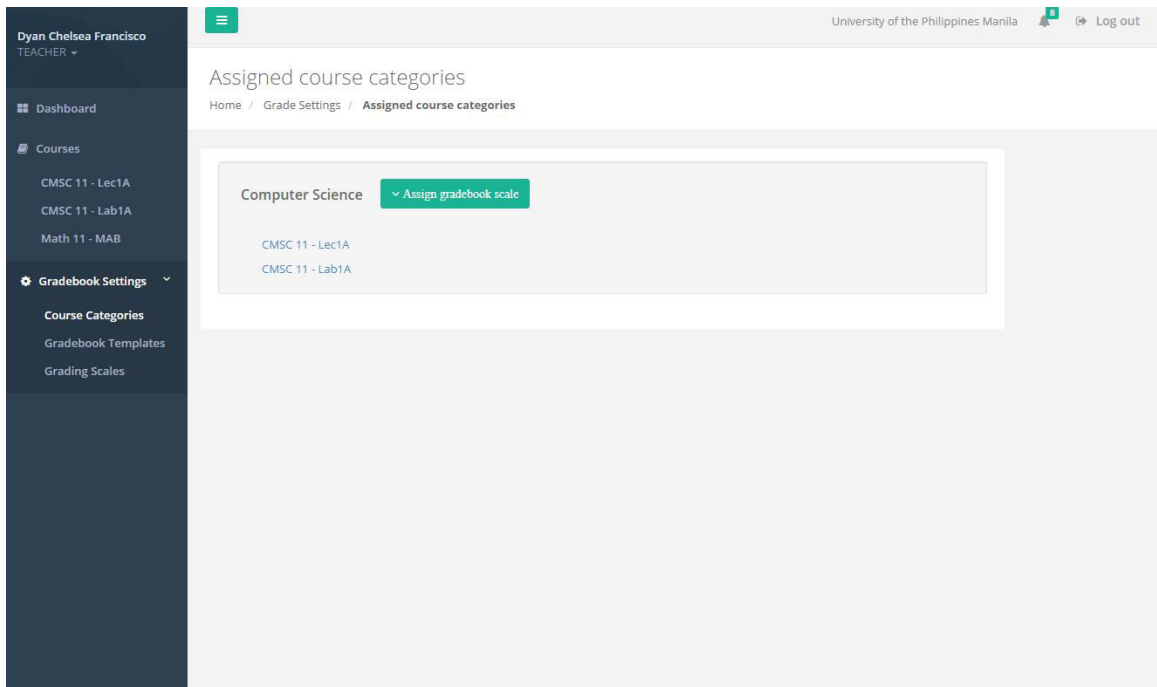 Dyan Chelsea Francisco
TEACHER
Dashboard
Courses
CMSC 11 - Lec1A
CMSC 11 - Lab1A
Math 11 - MAB
Gradebook Settings
Course Categories
Gradebook Templates
Grading Scales
University of the Philippines Manila 8 Log out
Assigned course categories
Home / Grade Settings / Assigned course categories
Computer Science Assign gradebook scale
CMSC 11 - Lec1A
CMSC 11 - Lab1A